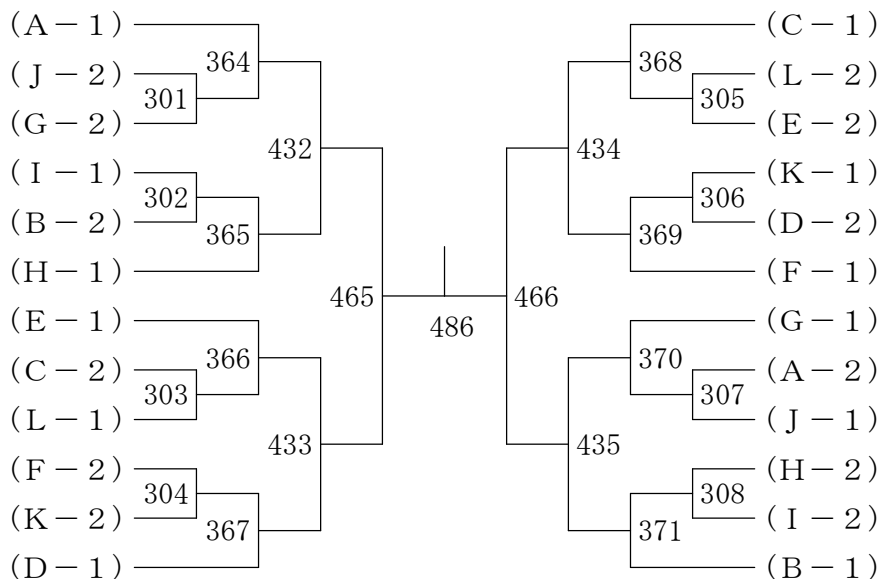 (A-1) (C-1)
364 368
(J-2) (L-2)
301 305
(G-2) (E-2)
432 434
(I-1) (K-1)
302 306
(B-2) (D-2)
365 369
(H-1) (F-1)
465 466
486
(E-1) (G-1)
366 370
(C-2) (A-2)
303 307
(L-1) (J-1)
433 435
(F-2) (H-2)
304 308
(K-2) (I-2)
367 371
(D-1) (B-1)